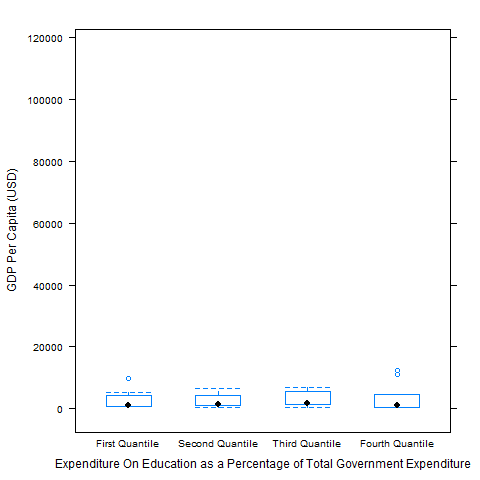 120000
100000
80000
60000
40000
20000
0
GDP Per Capita (USD)
First Quantile
Second Quantile
Third Quantile
Fourth Quantile
Expenditure On Education as a Percentage of Total Government Expenditure